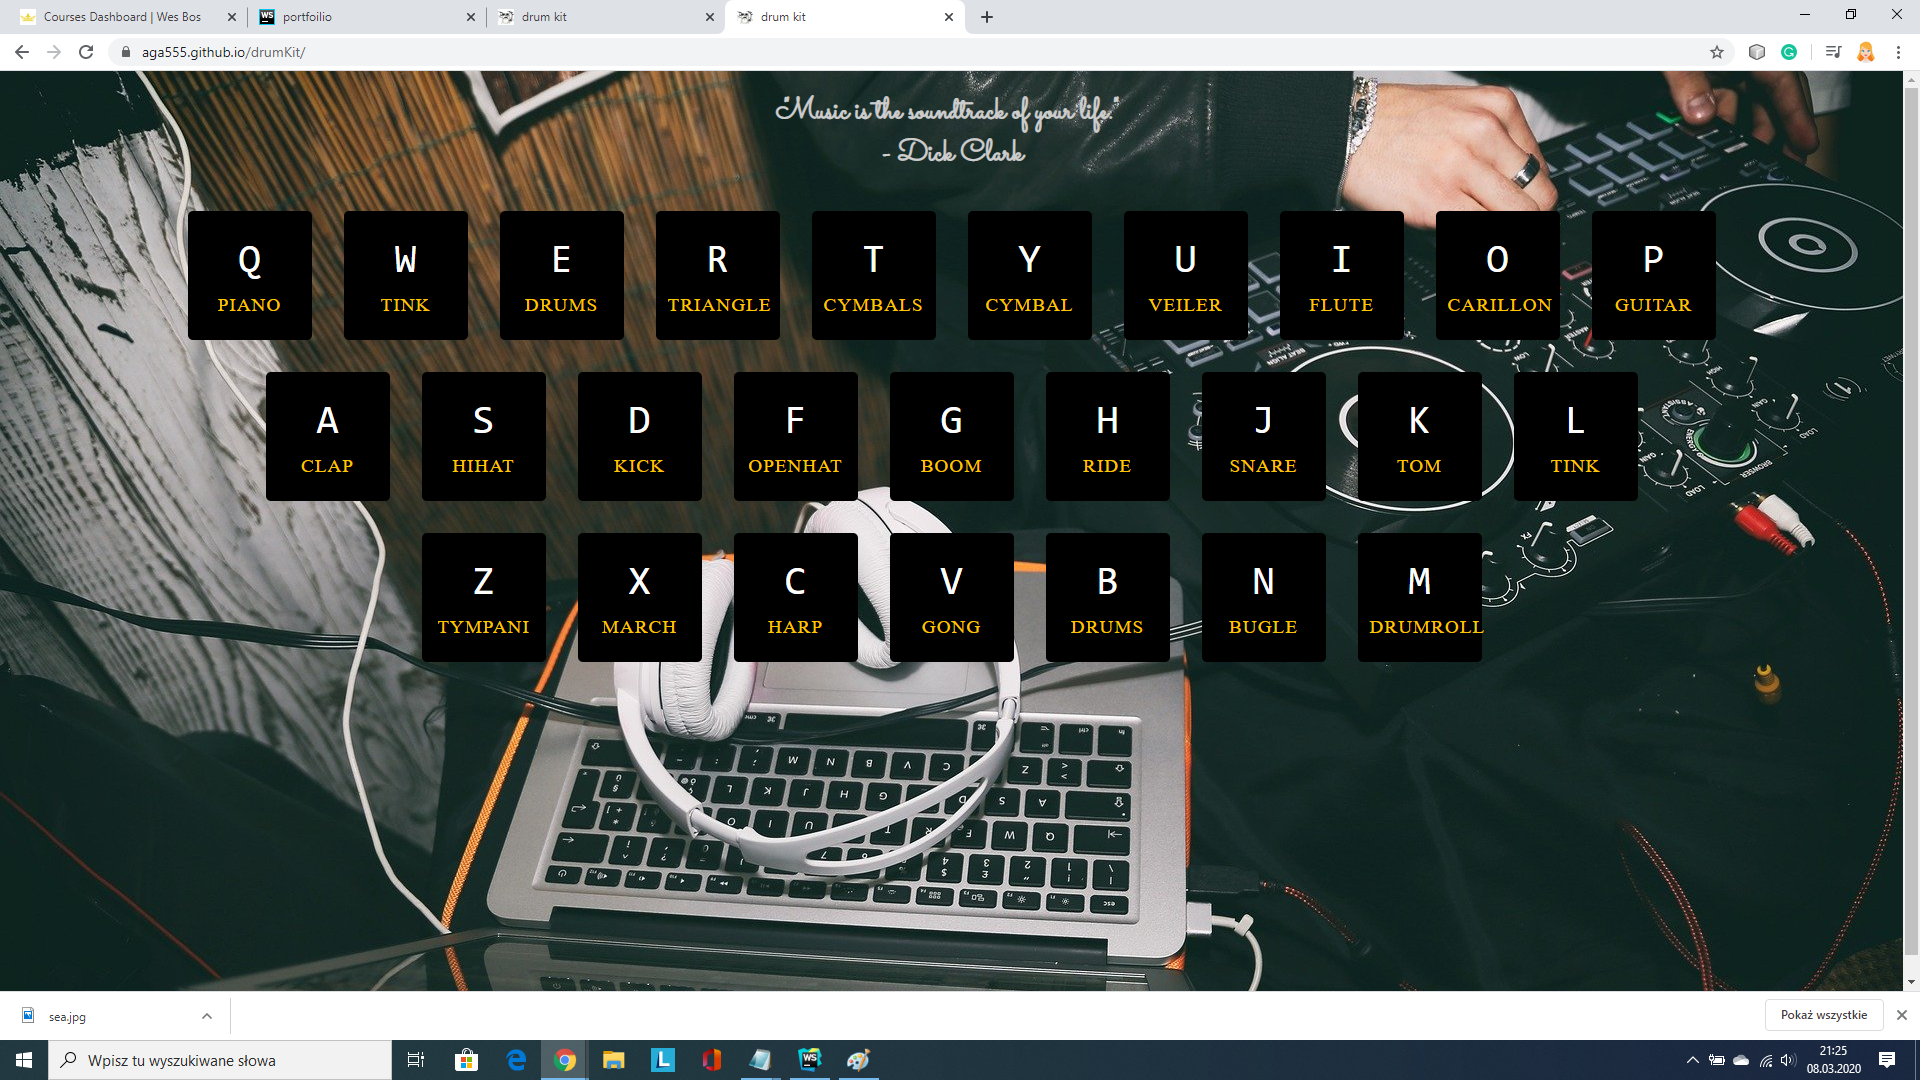 Courses Dashboard | Wes Bos
portfoilio
drum kit
drum kit
aga555.github.io/drumKit/
"Music is the soundtrack of your life."
- Dick Clark
Q W E R T Y U I O P
PIANO TINK DRUMS TRIANGLE CYMBALS CYMBAL VEILER FLUTE CARILLON GUITAR
A S D F G H J K L
CLAP HIHAT KICK OPENHAT BOOM RIDE SNARE TOM TINK
Z X C V B N M
TYMPANI MARCH HARP GONG DRUMS BUGLE DRUMROLL
sea.jpg
Pokaż wszystkie
Wpisz tu wyszukiwane słowa
21:25
08.03.2020